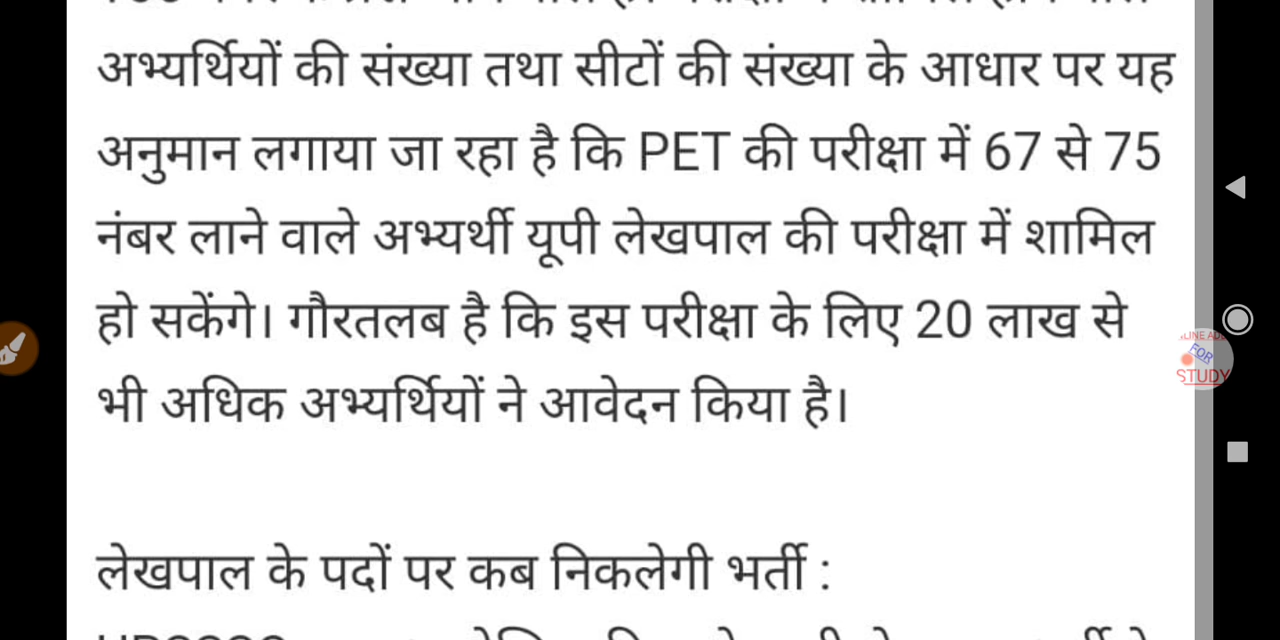 अभ्यर्थियों की संख्या तथा सीटों की संख्या के आधार पर यह
अनुमान लगाया जा रहा है कि PET की परीक्षा में 67 से 75
नंबर लाने वाले अभ्यर्थी यूपी लेखपाल की परीक्षा में शामिल
हो सकेंगे। गौरतलब है कि इस परीक्षा के लिए 20 लाख से
भी अधिक अभ्यर्थियों ने आवेदन किया है।
लेखपाल के पदों पर कब निकलेगी भर्ती :
FOR
STUDY